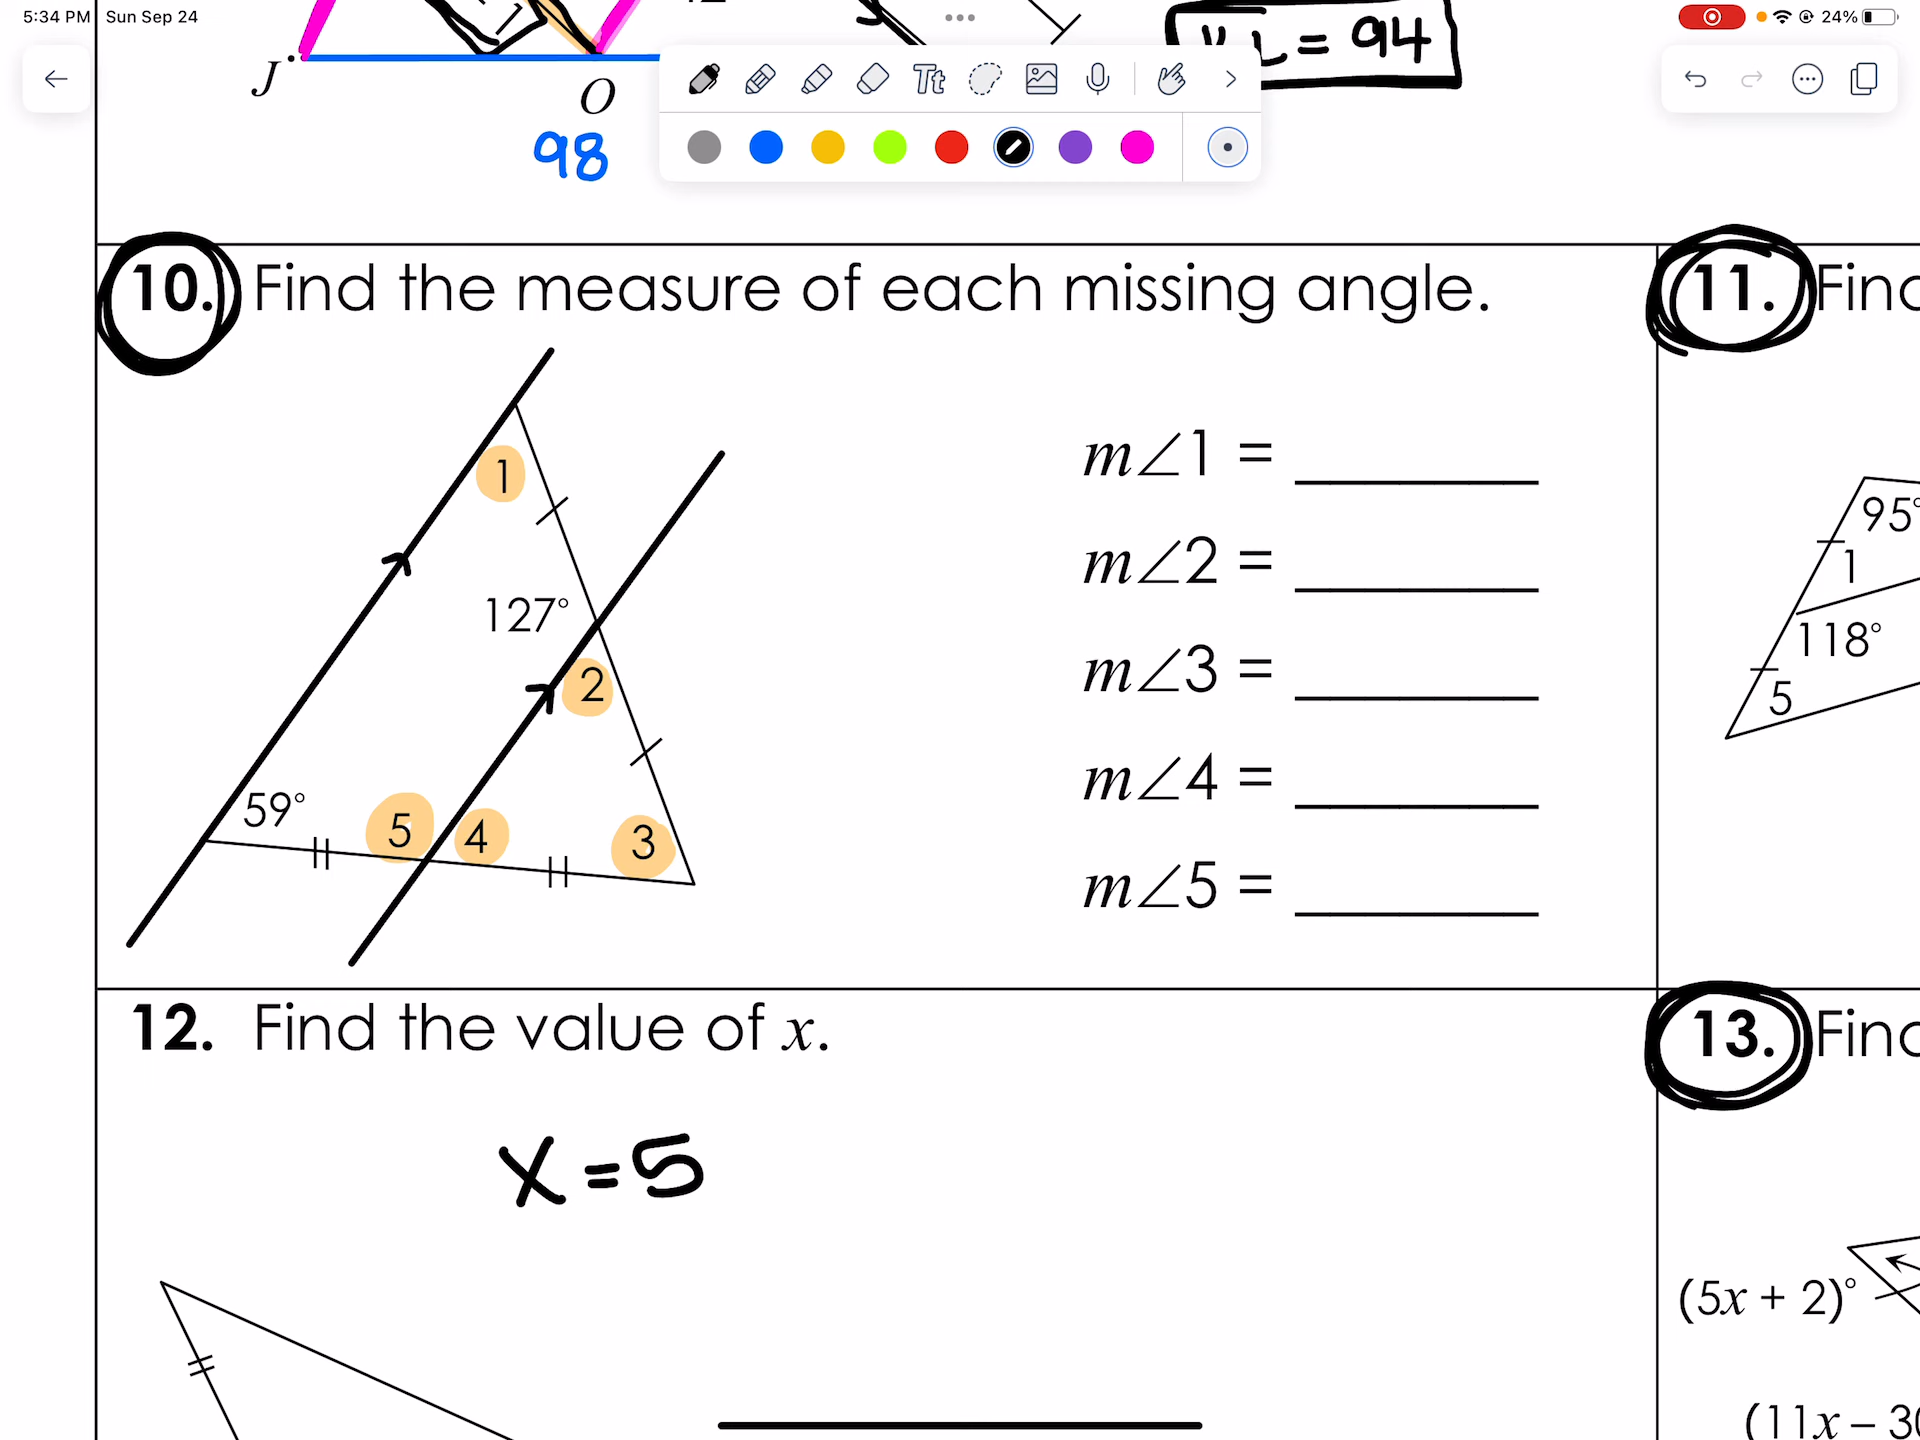 5:34 PM Sun Sep 24
24%
= 94
J
O
98
Tt
10. Find the measure of each missing angle.
1
127°
2
59°
5
4
3
m∠1 =
m∠2 =
m∠3 =
m∠4 =
m∠5 =
11. Find
95°
1
118°
5
12. Find the value of x.
x = 5
13. Find
(5x + 2)°
(11x – 30